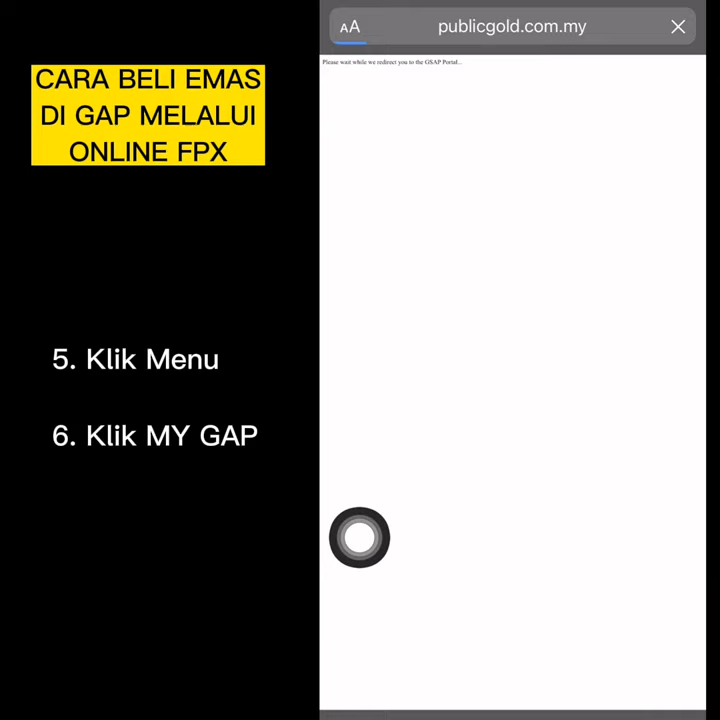 CARA BELI EMAS
DI GAP MELALUI
ONLINE FPX
5. Klik Menu
6. Klik MY GAP
AA
publicgold.com.my
Please wait while we redirect you to the GSAP Portal...